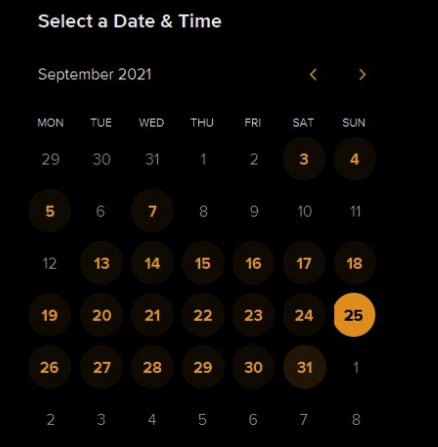 Select a Date & Time
September 2021
MON TUE WED THU FRI SAT SUN
29 30 31 1 2 3 4
5 6 7 8 9 10 11
12 13 14 15 16 17 18
19 20 21 22 23 24 25
26 27 28 29 30 31 1
2 3 4 5 6 7 8